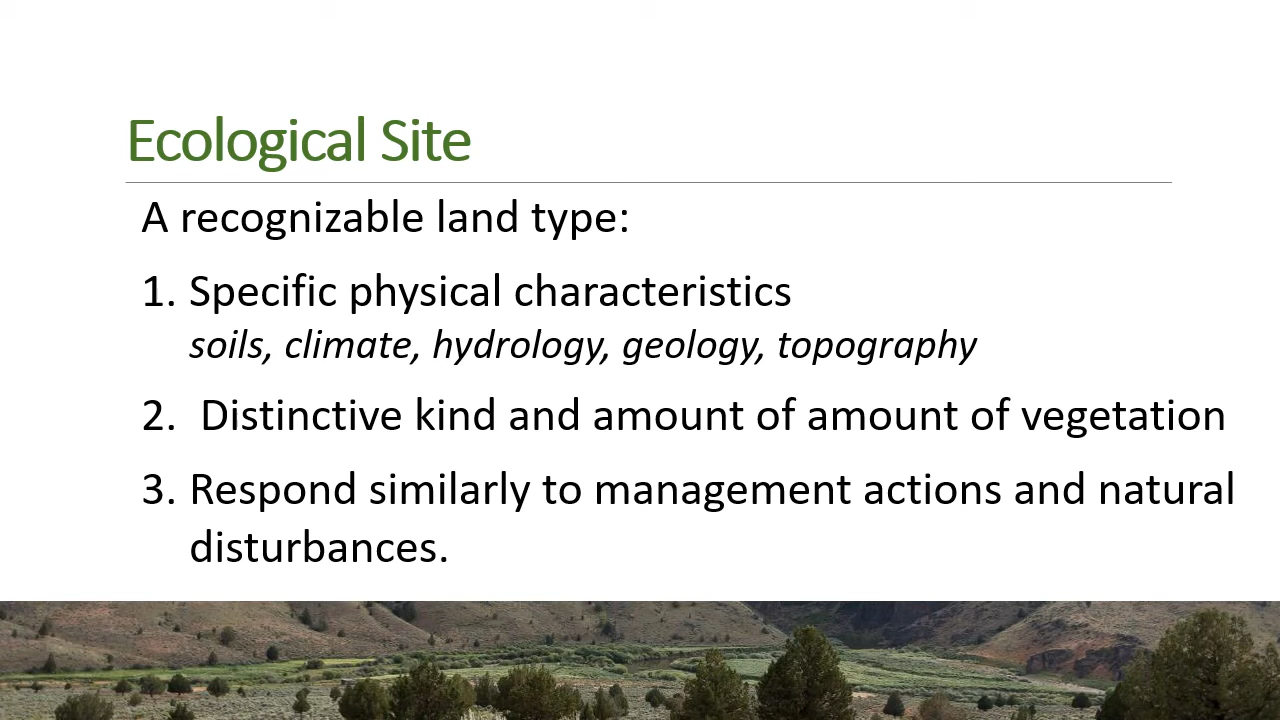 Ecological Site
A recognizable land type:
1. Specific physical characteristics
soils, climate, hydrology, geology, topography
2. Distinctive kind and amount of amount of vegetation
3. Respond similarly to management actions and natural
disturbances.